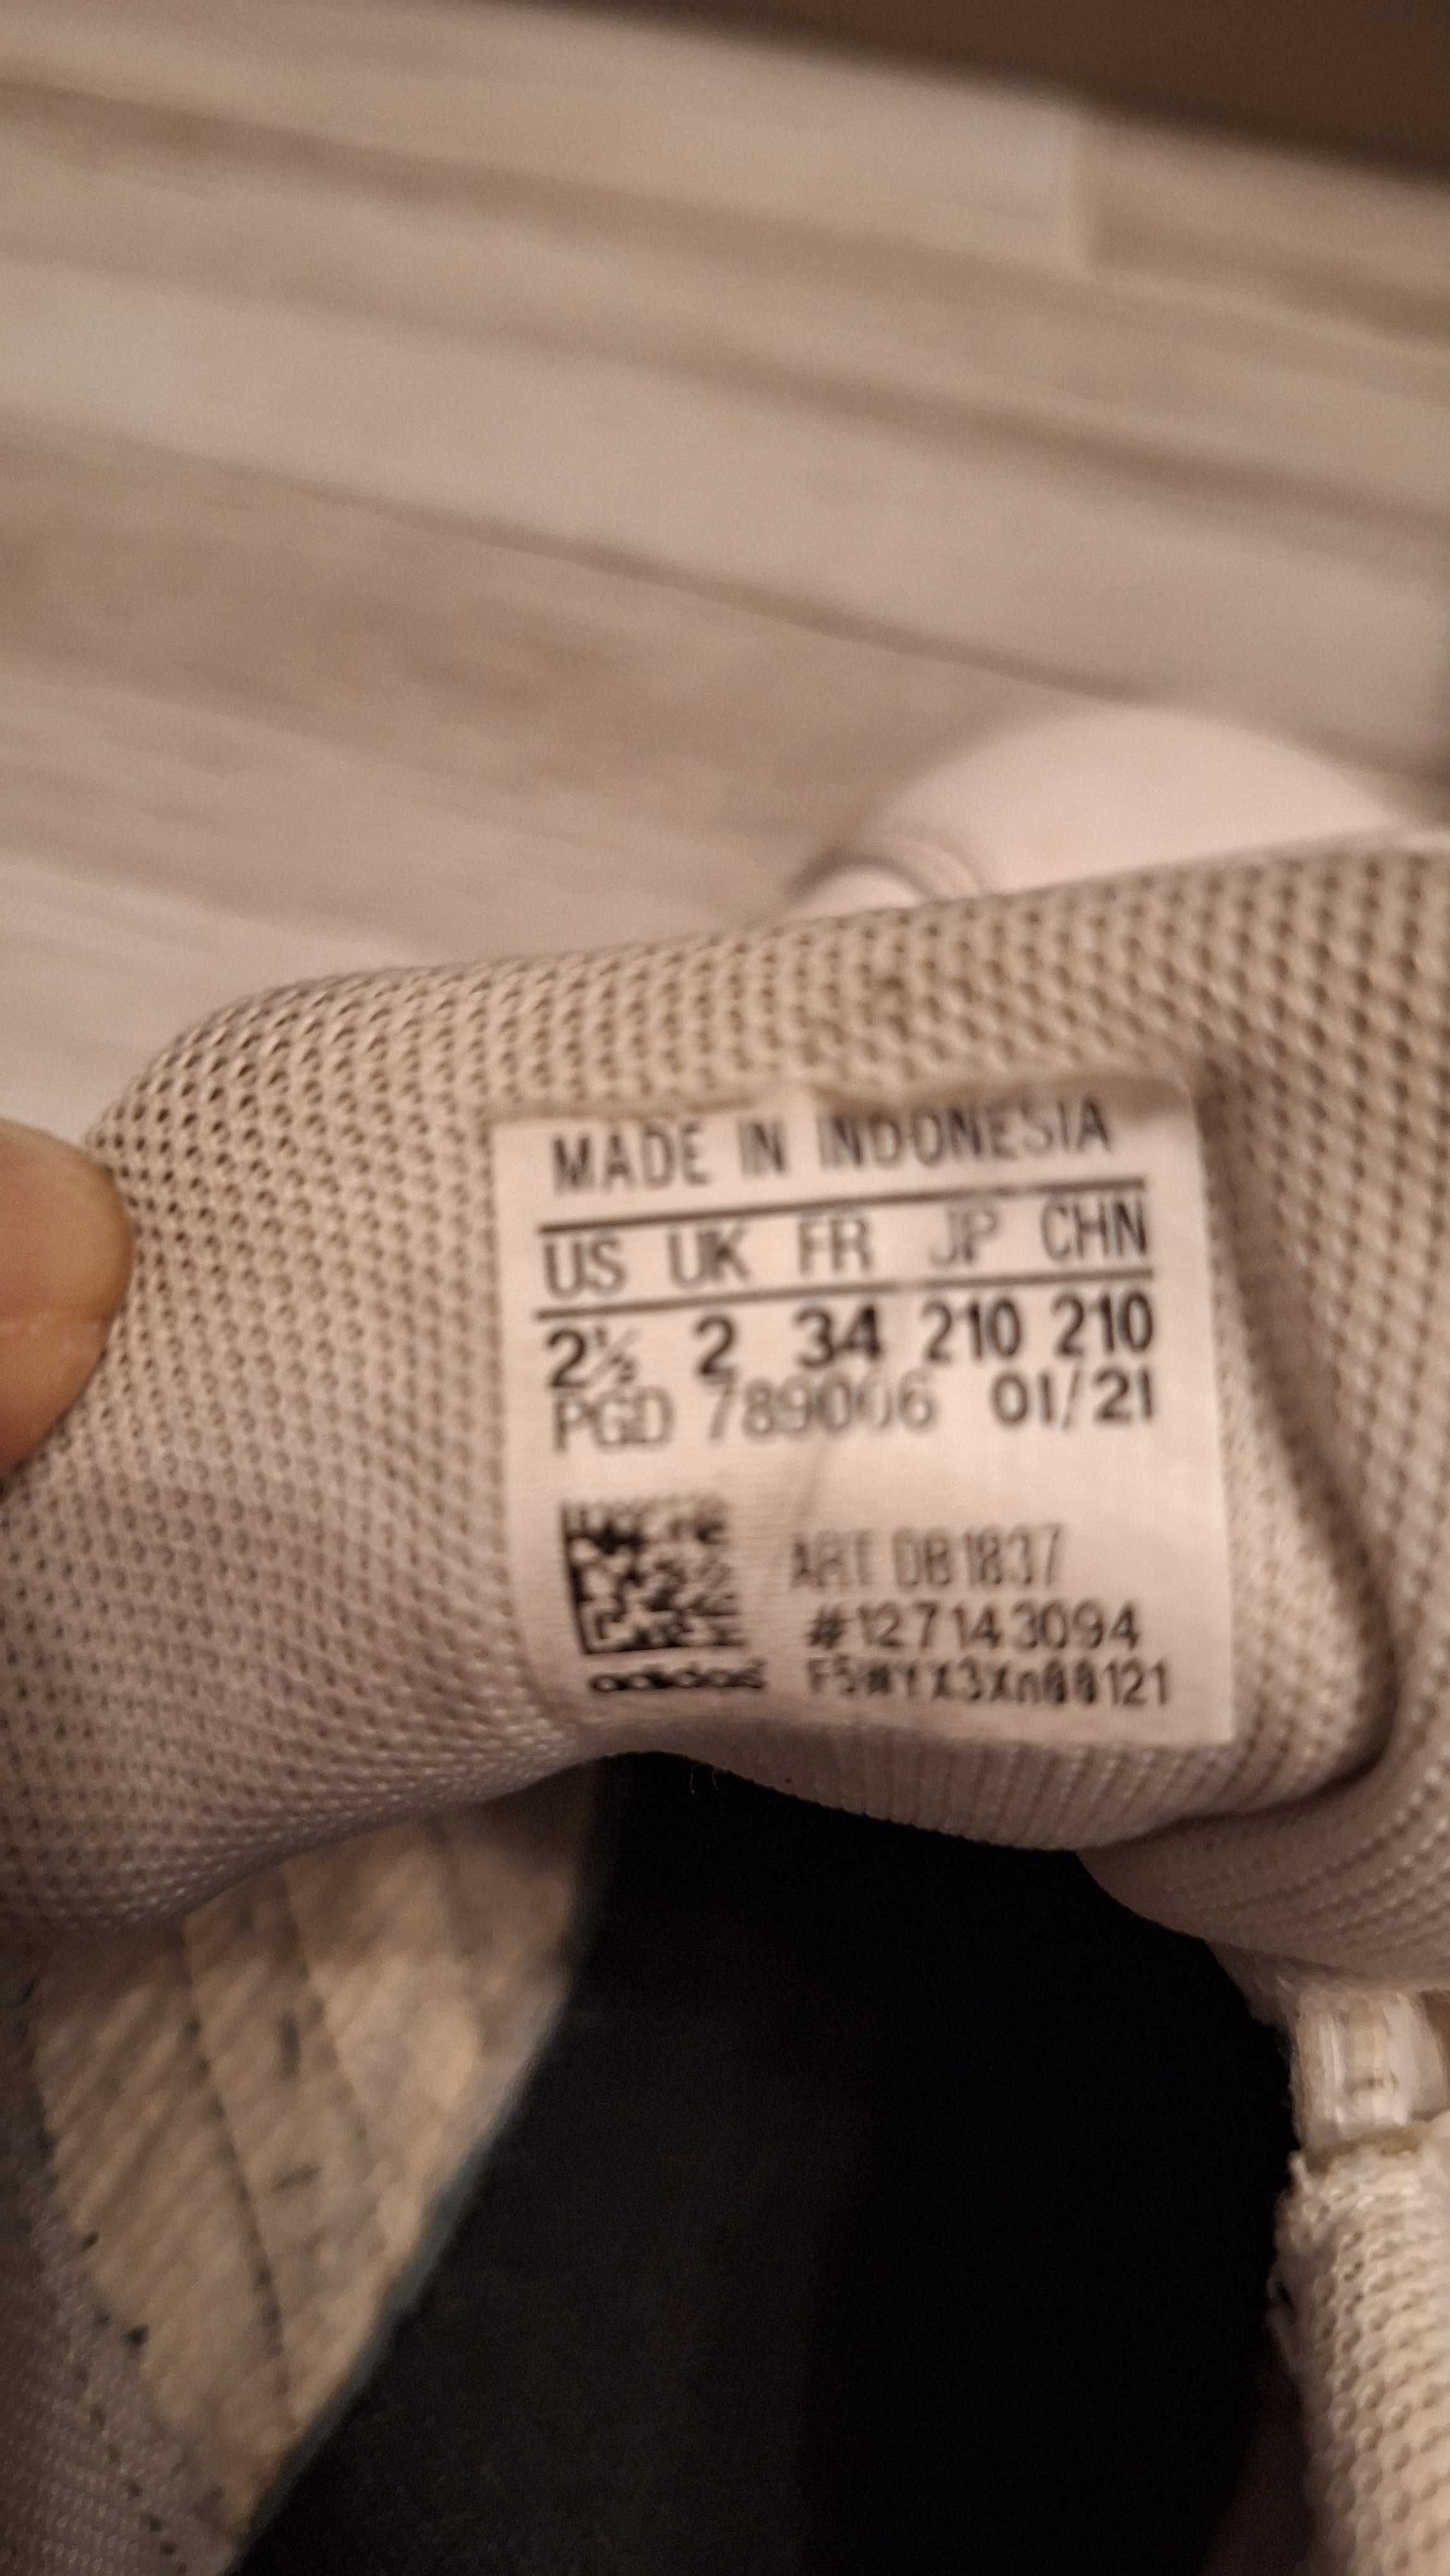 MADE IN INDONESIA
US UK FR JP CHN
2½ 2 34 210 210
PGD 789006 01/21
ART DB1837
#127143094
adidas